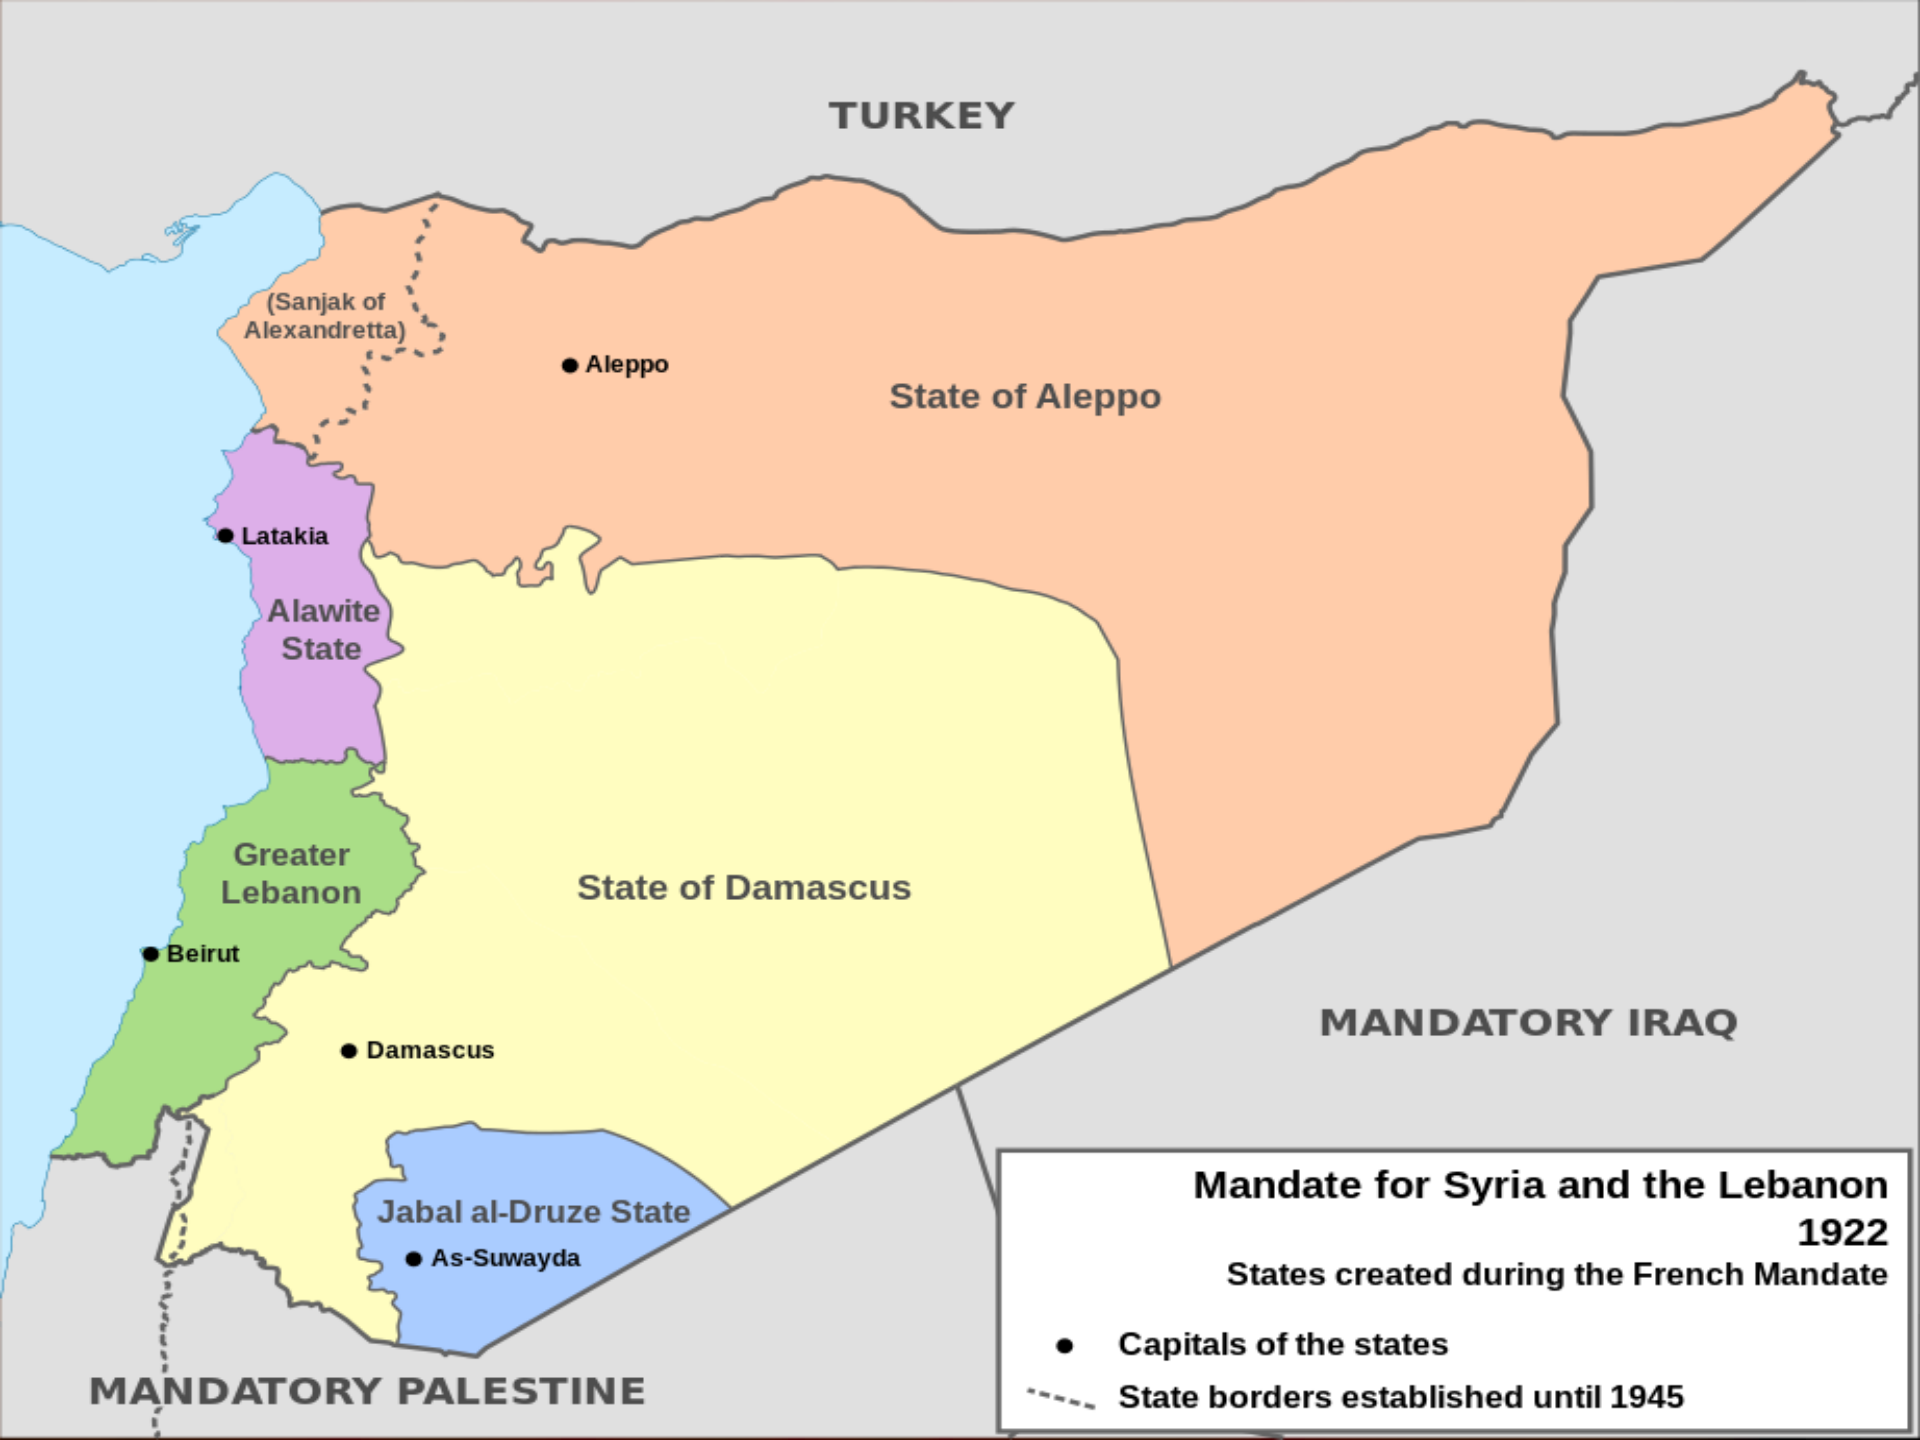 TURKEY
(Sanjak of
Alexandretta)
Aleppo
State of Aleppo
Latakia
Alawite
State
Greater
Lebanon
State of Damascus
Beirut
MANDATORY IRAQ
Damascus
Jabal al-Druze State
As-Suwayda
MANDATORY PALESTINE
Mandate for Syria and the Lebanon
1922
States created during the French Mandate
Capitals of the states
State borders established until 1945